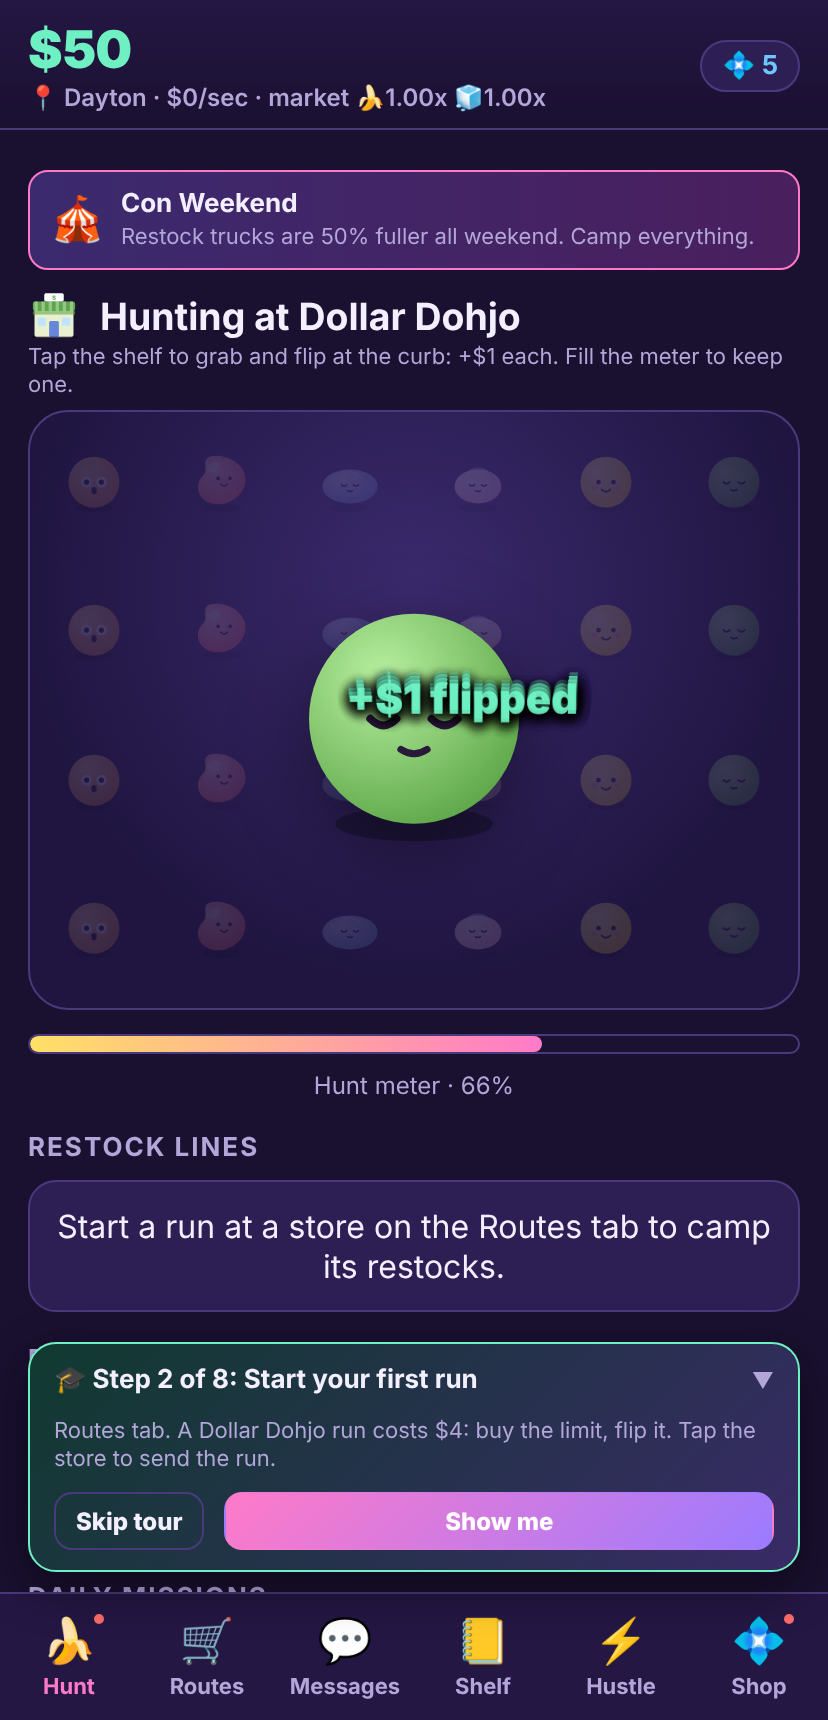 $50
📍 Dayton · $0/sec · market 🍌1.00x 🧊1.00x
💠 5
Con Weekend
Restock trucks are 50% fuller all weekend. Camp everything.
Hunting at Dollar Dohjo
Tap the shelf to grab and flip at the curb: +$1 each. Fill the meter to keep
one.
+$1 flipped
Hunt meter · 66%
RESTOCK LINES
Start a run at a store on the Routes tab to camp
its restocks.
🎓 Step 2 of 8: Start your first run ▼
Routes tab. A Dollar Dohjo run costs $4: buy the limit, flip it. Tap the
store to send the run.
Skip tour
Show me
DAILY MISSIONS
Hunt
Routes
Messages
Shelf
Hustle
Shop